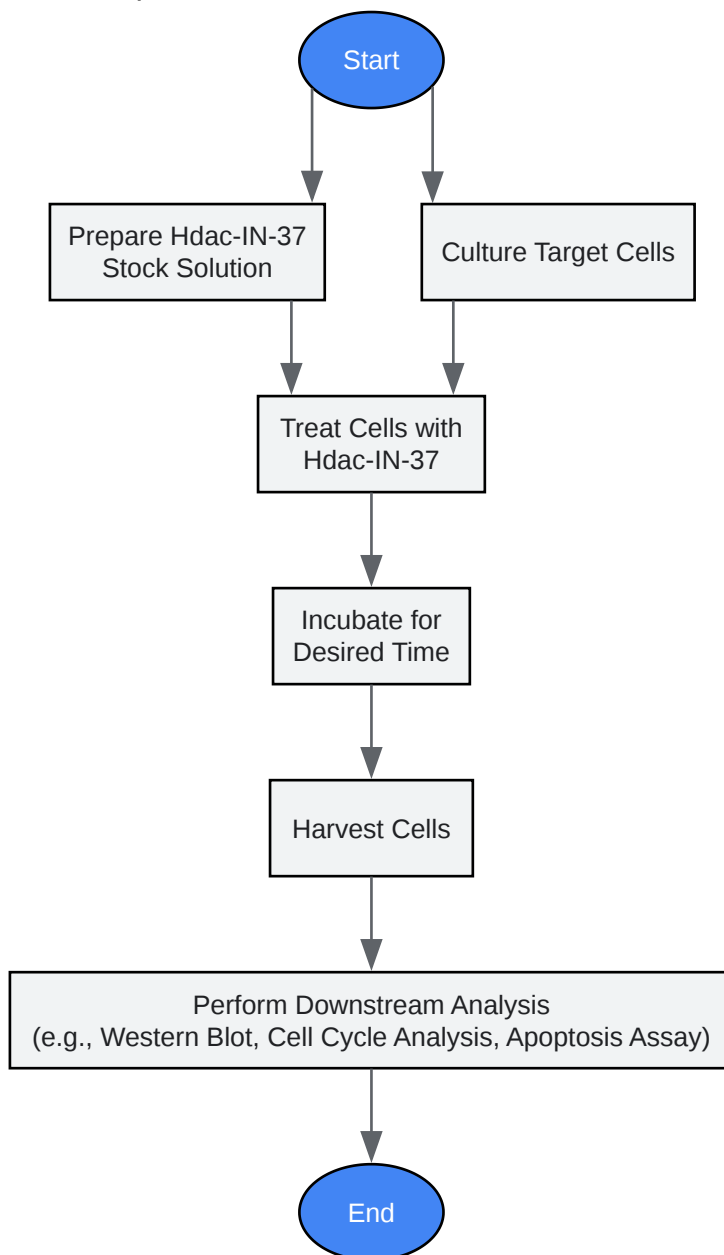 Start
Prepare Hdac-IN-37
Stock Solution
Culture Target Cells
Treat Cells with
Hdac-IN-37
Incubate for
Desired Time
Harvest Cells
Perform Downstream Analysis
(e.g., Western Blot, Cell Cycle Analysis, Apoptosis Assay)
End